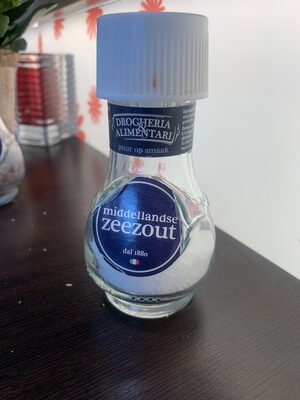 DROGHERIA
& ALIMENTARI
puur op smaak
middellandse
zeezout
dal 1880